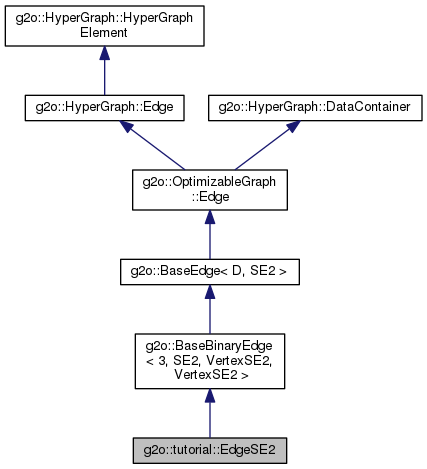 g2o::HyperGraph::HyperGraph
Element
g2o::HyperGraph::Edge
g2o::HyperGraph::DataContainer
g2o::OptimizableGraph
::Edge
g2o::BaseEdge< D, SE2 >
g2o::BaseBinaryEdge
< 3, SE2, VertexSE2,
VertexSE2 >
g2o::tutorial::EdgeSE2